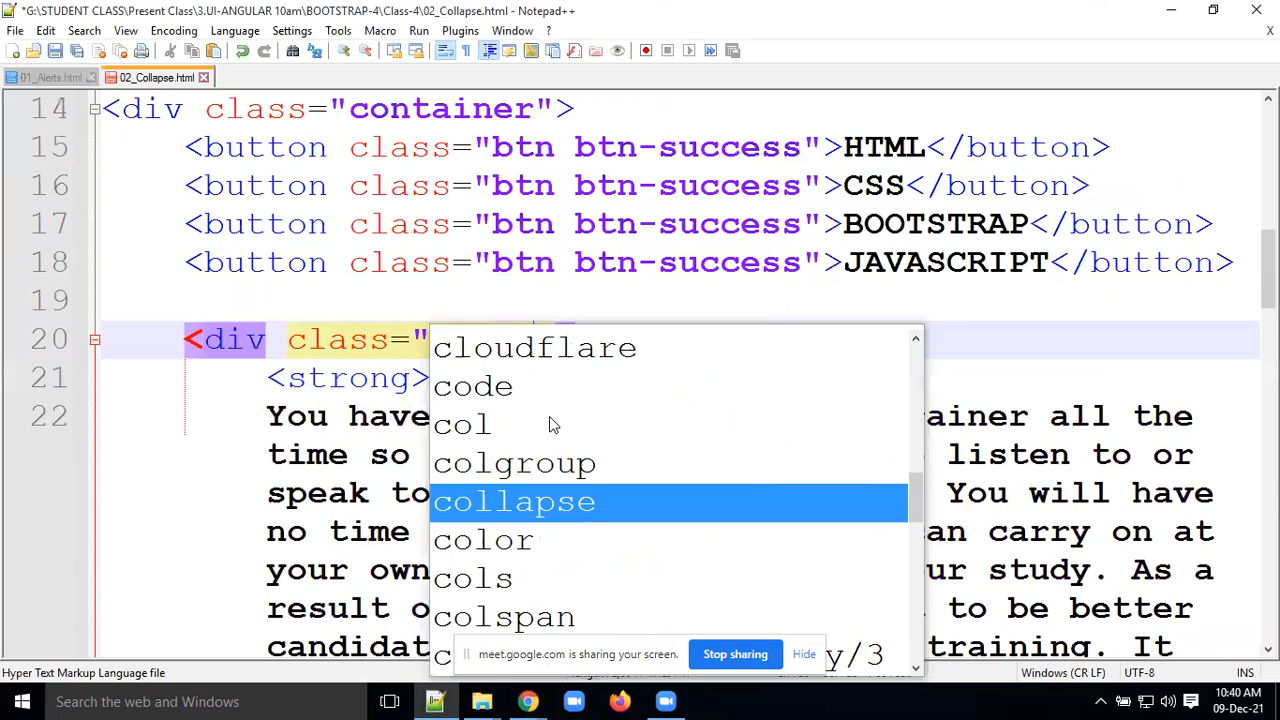 *G:\STUDENT CLASS\Present Class\3.UI-ANGULAR 10am\BOOTSTRAP-4\Class-4\02_Collapse.html - Notepad++
File Edit Search View Encoding Language Settings Tools Macro Run Plugins Window ? X
01_Alerts.html 02_Collapse.html
14 <div class="container">
15 <button class="btn btn-success">HTML</button>
16 <button class="btn btn-success">CSS</button>
17 <button class="btn btn-success">BOOTSTRAP</button>
18 <button class="btn btn-success">JAVASCRIPT</button>
19
20 <div class="
21 <strong>
22 You have ainer all the
time so listen to or
speak to You will have
no time an carry on at
your own ur study. As a
result o to be better
candidat training. It
cloudflare
code
col
colgroup
collapse
color
cols
colspan
y/3
meet.google.com is sharing your screen. Stop sharing Hide
Hyper Text Markup Language file Windows (CR LF) UTF-8 INS
Search the web and Windows
10:40 AM
09-Dec-21